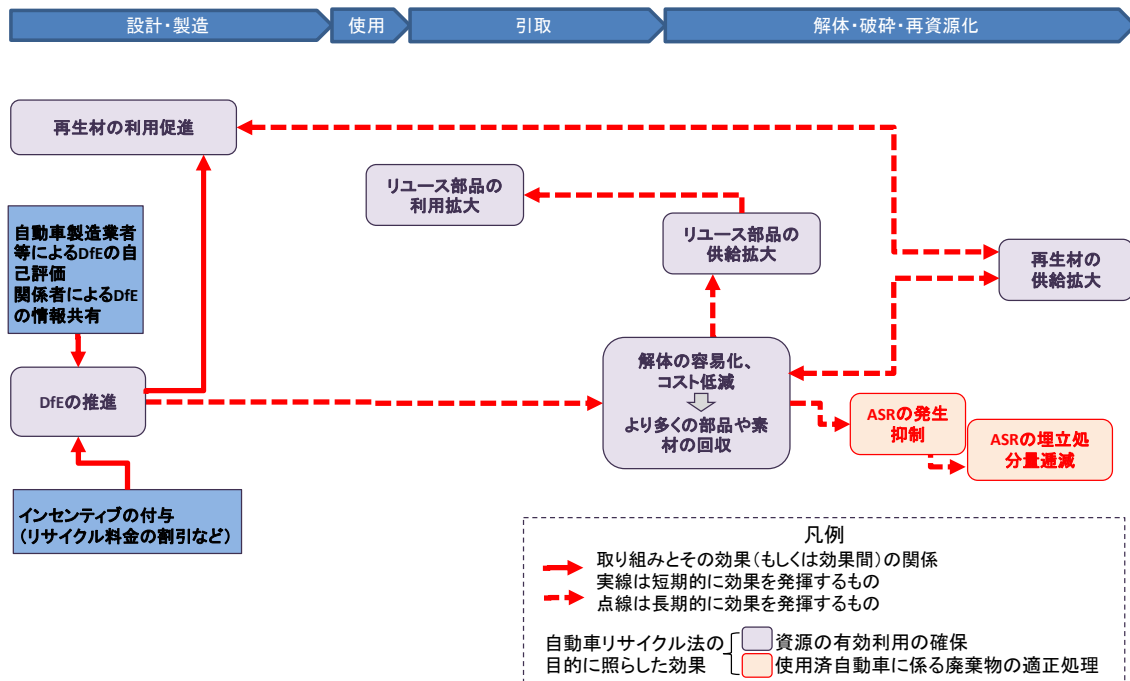 設計・製造
使用
引取
解体・破砕・再資源化
再生材の利用促進
リユース部品の
利用拡大
リユース部品の
供給拡大
再生材の
供給拡大
自動車製造業者
等によるDfEの自
己評価
関係者によるDfE
の情報共有
DfEの推進
解体の容易化、
コスト低減
より多くの部品や素
材の回収
ASRの発生
抑制
ASRの埋立処
分量逓減
インセンティブの付与
(リサイクル料金の割引など)
凡例
取り組みとその効果(もしくは効果間)の関係
実線は短期的に効果を発揮するもの
点線は長期的に効果を発揮するもの
自動車リサイクル法の
目的に照らした効果
資源の有効利用の確保
使用済自動車に係る廃棄物の適正処理